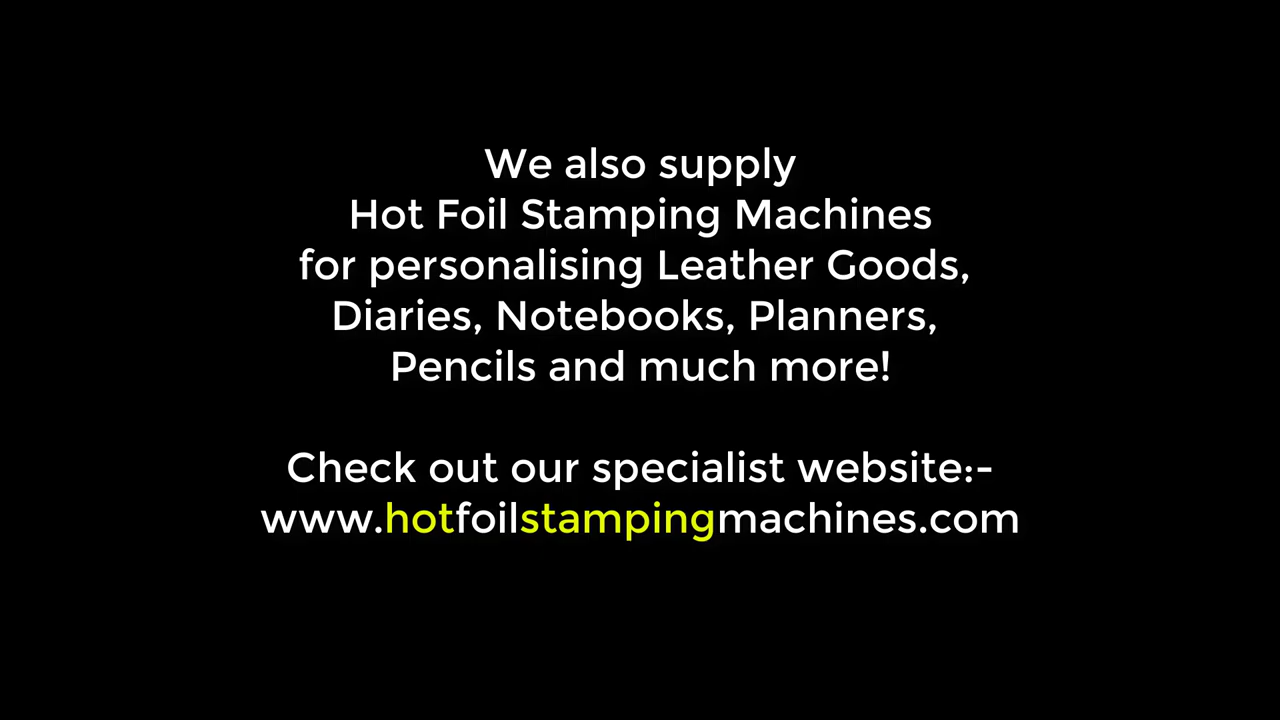 We also supply
Hot Foil Stamping Machines
for personalising Leather Goods,
Diaries, Notebooks, Planners,
Pencils and much more!
Check out our specialist website:-
www.hotfoilstampingmachines.com